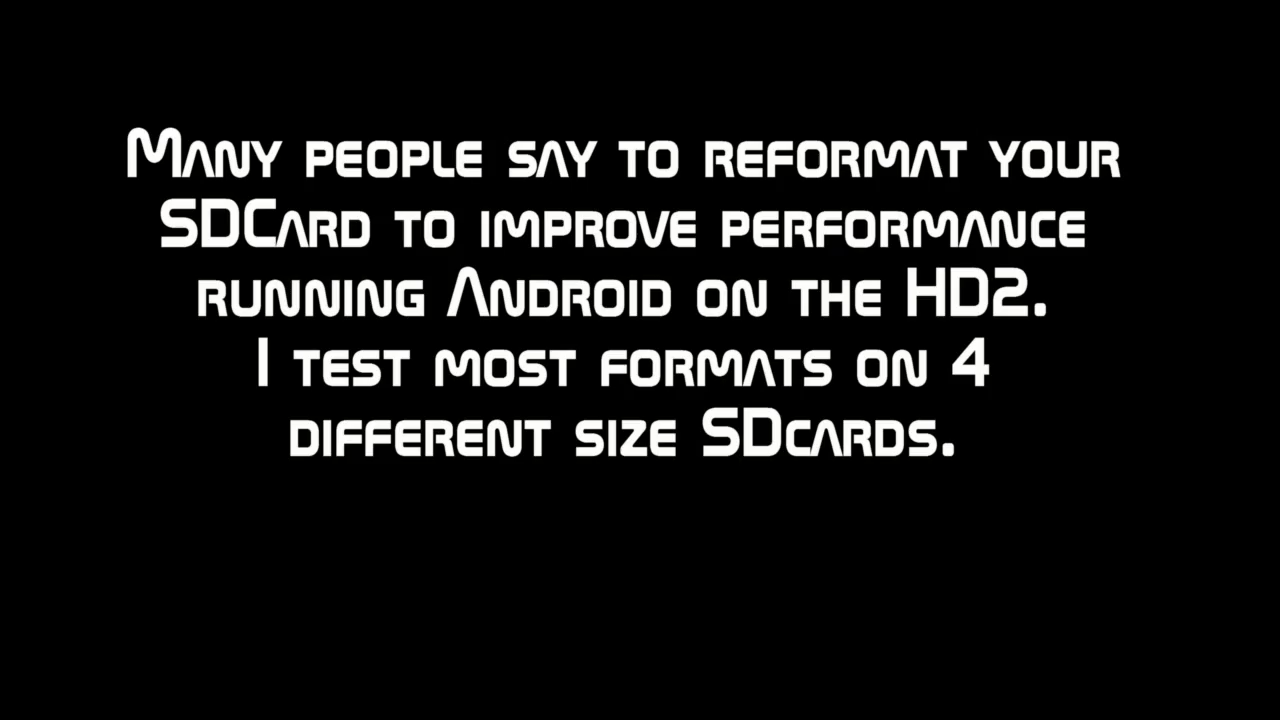 Many people say to reformat your
SDCard to improve performance
running Android on the HD2.
I test most formats on 4
different size SDcards.